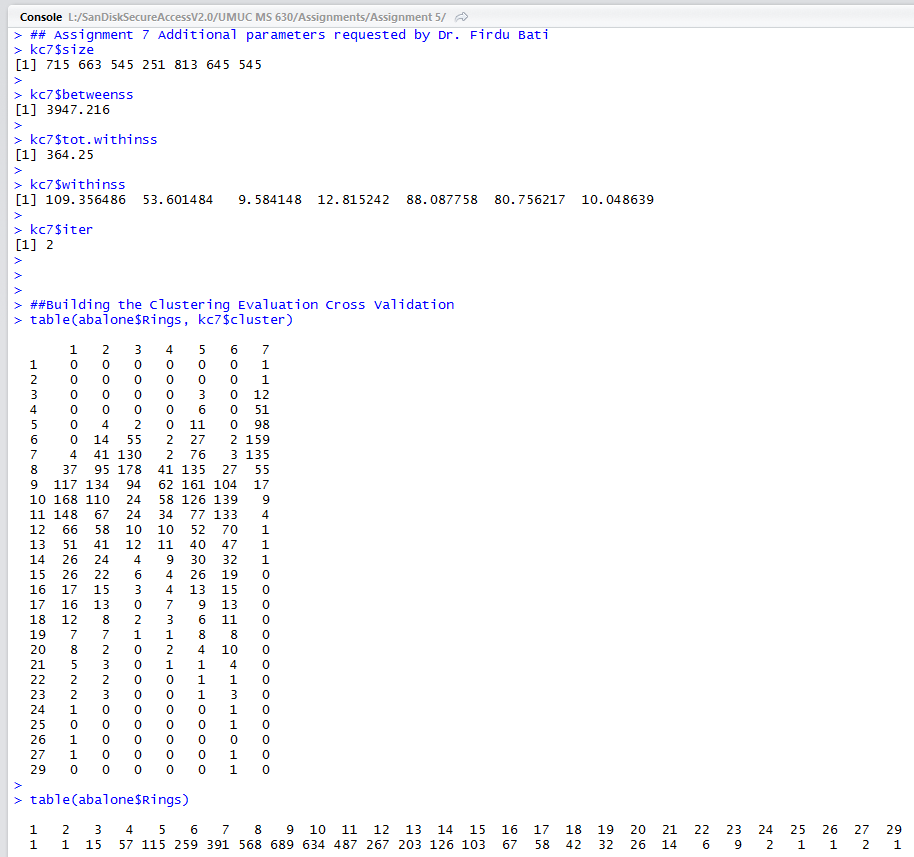 Console L:/SanDiskSecureAccessV2.0/UMUC MS 630/Assignments/Assignment 5/
> ## Assignment 7 Additional parameters requested by Dr. Firdu Bati
> kc7$size
[1] 715 663 545 251 813 645 545
>
> kc7$betweenss
[1] 3947.216
>
> kc7$tot.withinss
[1] 364.25
>
> kc7$withinss
[1] 109.356486  53.601484   9.584148  12.815242  88.087758  80.756217  10.048639
>
> kc7$iter
[1] 2
>
>
>
> ##Building the Clustering Evaluation Cross Validation
> table(abalone$Rings, kc7$cluster)
1   2   3   4   5   6   7
1    0   0   0   0   0   0   1
2    0   0   0   0   0   0   1
3    0   0   0   0   3   0  12
4    0   0   0   0   6   0  51
5    0   4   2   0  11   0  98
6    0  14  55   2  27   2 159
7    4  41 130   2  76   3 135
8   37  95 178  41 135  27  55
9  117 134  94  62 161 104  17
10 168 110  24  58 126 139   9
11 148  67  24  34  77 133   4
12  66  58  10  10  52  70   1
13  51  41  12  11  40  47   1
14  26  24   4   9  30  32   1
15  26  22   6   4  26  19   0
16  17  15   3   4  13  15   0
17  16  13   0   7   9  13   0
18  12   8   2   3   6  11   0
19   7   7   1   1   8   8   0
20   8   2   0   2   4  10   0
21   5   3   0   1   1   4   0
22   2   2   0   0   1   1   0
23   2   3   0   0   1   3   0
24   1   0   0   0   0   1   0
25   0   0   0   0   0   1   0
26   1   0   0   0   0   0   0
27   1   0   0   0   0   1   0
29   0   0   0   0   0   1   0
>
> table(abalone$Rings)
1   2   3   4   5   6   7   8   9  10  11  12  13  14  15  16  17  18  19  20  21  22  23  24  25  26  27  29
1   1  15  57 115 259 391 568 689 634 487 267 203 126 103  67  58  42  32  26  14   6   9   2   1   1   2   1